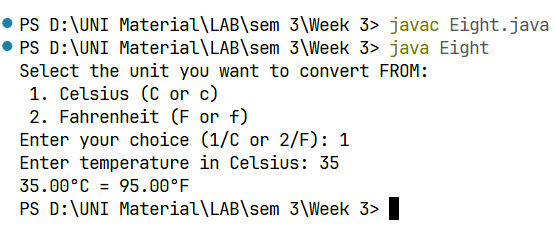 PS D:\UNI Material\LAB\sem 3\Week 3> javac Eight.java
PS D:\UNI Material\LAB\sem 3\Week 3> java Eight
Select the unit you want to convert FROM:
 1. Celsius (C or c)
 2. Fahrenheit (F or f)
Enter your choice (1/C or 2/F): 1
Enter temperature in Celsius: 35
35.00°C = 95.00°F
PS D:\UNI Material\LAB\sem 3\Week 3>